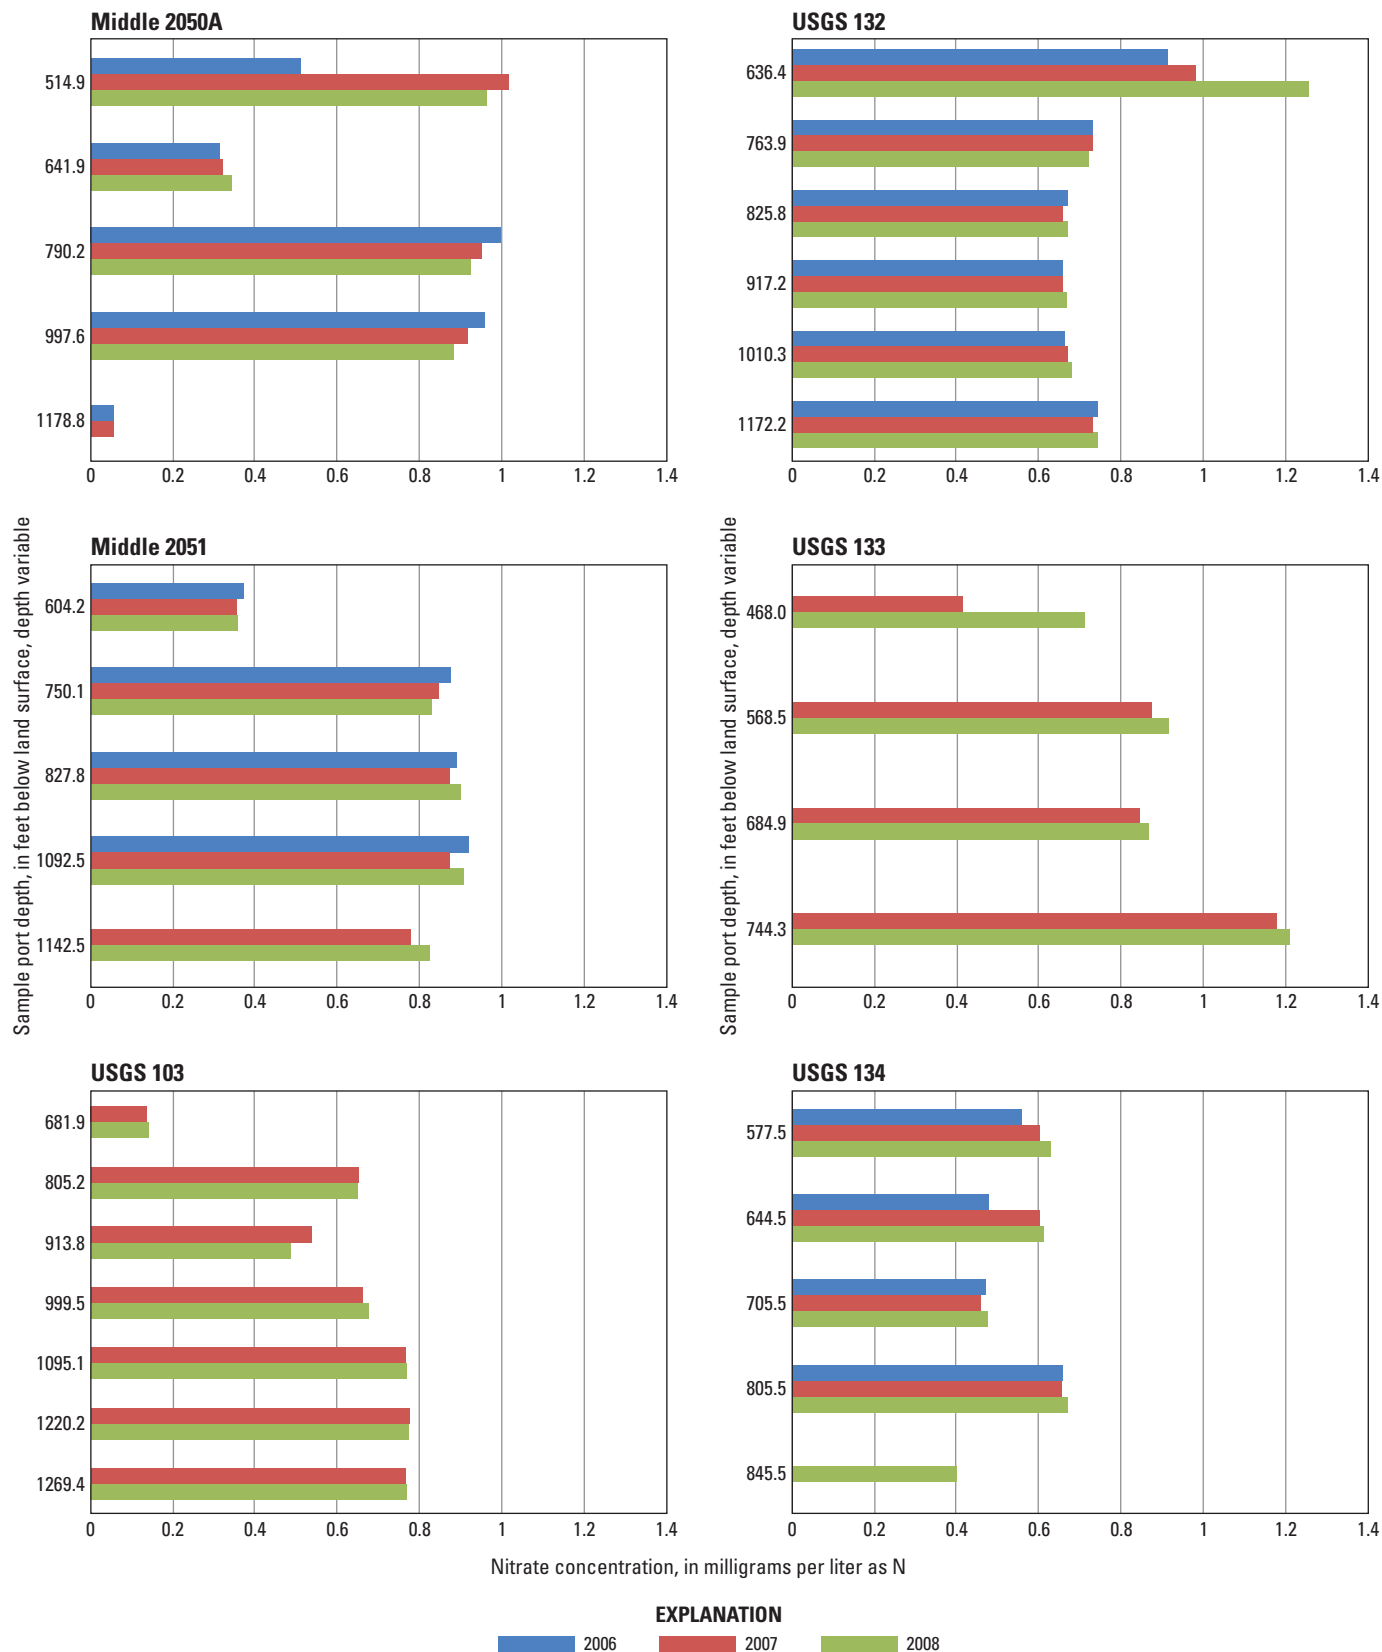 Middle 2050A
514.9
641.9
790.2
997.6
1178.8
0 0.2 0.4 0.6 0.8 1 1.2 1.4
USGS 132
636.4
763.9
825.8
917.2
1010.3
1172.2
0 0.2 0.4 0.6 0.8 1 1.2 1.4
Sample port depth, in feet below land surface, depth variable
Middle 2051
604.2
750.1
827.8
1092.5
1142.5
0 0.2 0.4 0.6 0.8 1 1.2 1.4
Sample port depth, in feet below land surface, depth variable
USGS 133
468.0
568.5
684.9
744.3
0 0.2 0.4 0.6 0.8 1 1.2 1.4
USGS 103
681.9
805.2
913.8
999.5
1095.1
1220.2
1269.4
0 0.2 0.4 0.6 0.8 1 1.2 1.4
USGS 134
577.5
644.5
705.5
805.5
845.5
0 0.2 0.4 0.6 0.8 1 1.2 1.4
Nitrate concentration, in milligrams per liter as N
EXPLANATION
2006 2007 2008